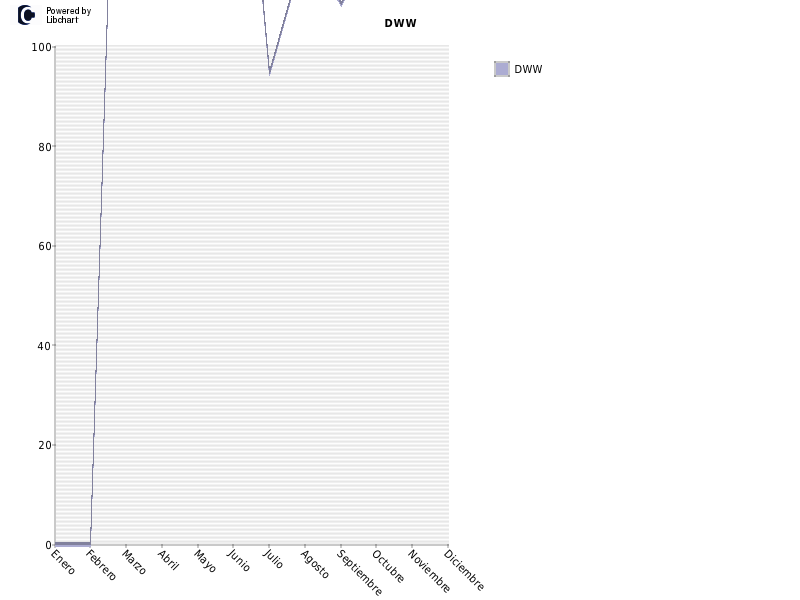 Powered by
Libchart
DWW
DWW
100
80
60
40
20
0
Enero
Febrero
Marzo
Abril
Mayo
Junio
Julio
Agosto
Septiembre
Octubre
Noviembre
Diciembre